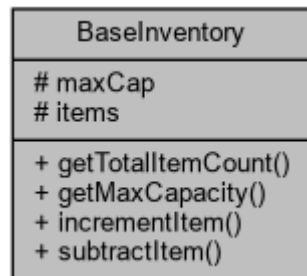 BaseInventory
# maxCap
# items
+ getTotalItemCount()
+ getMaxCapacity()
+ incrementItem()
+ subtractItem()